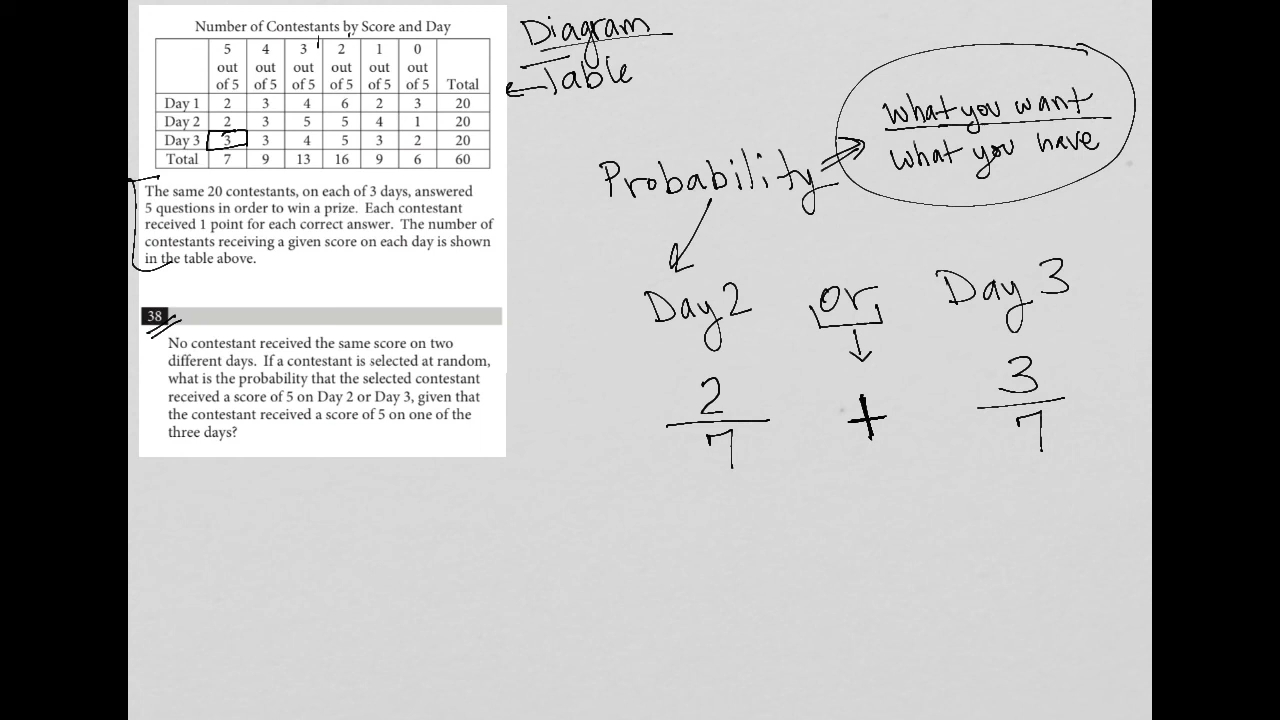 Number of Contestants by Score and Day
5 4 3 2 1 0
out out out out out out
of 5 of 5 of 5 of 5 of 5 of 5 Total
Day 1 2 3 4 6 2 3 20
Day 2 2 3 5 5 4 1 20
Day 3 3 3 4 5 3 2 20
Total 7 9 13 16 9 6 60
The same 20 contestants, on each of 3 days, answered
5 questions in order to win a prize. Each contestant
received 1 point for each correct answer. The number of
contestants receiving a given score on each day is shown
in the table above.
38
No contestant received the same score on two
different days. If a contestant is selected at random,
what is the probability that the selected contestant
received a score of 5 on Day 2 or Day 3, given that
the contestant received a score of 5 on one of the
three days?
Diagram
Table
Probability
what you want
what you have
Day 2 or Day 3
2 3
+
7 7